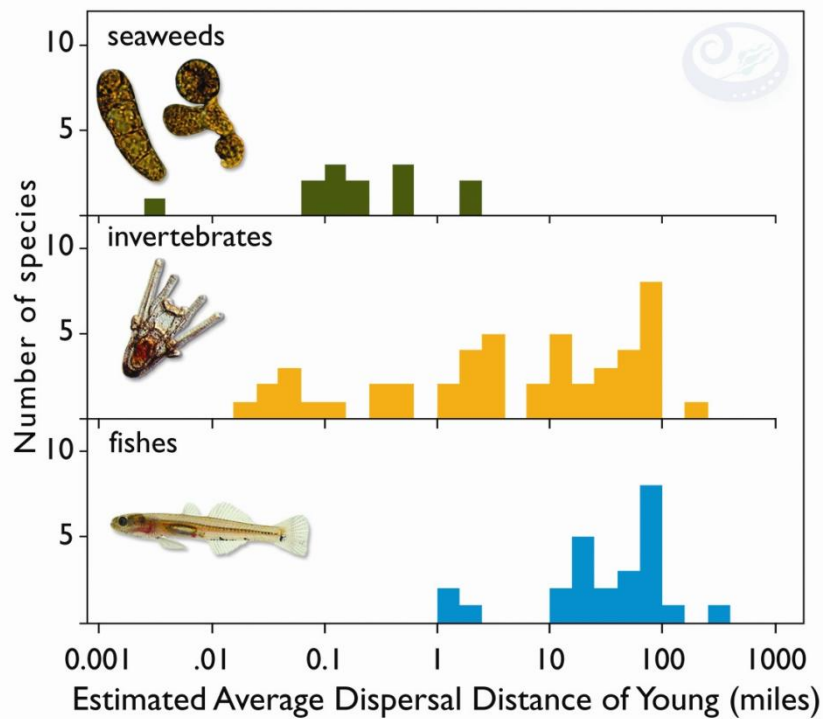 10
seaweeds
5
invertebrates
10
5
fishes
10
5
Number of species
0.001 .01 0.1 1 10 100 1000
Estimated Average Dispersal Distance of Young (miles)